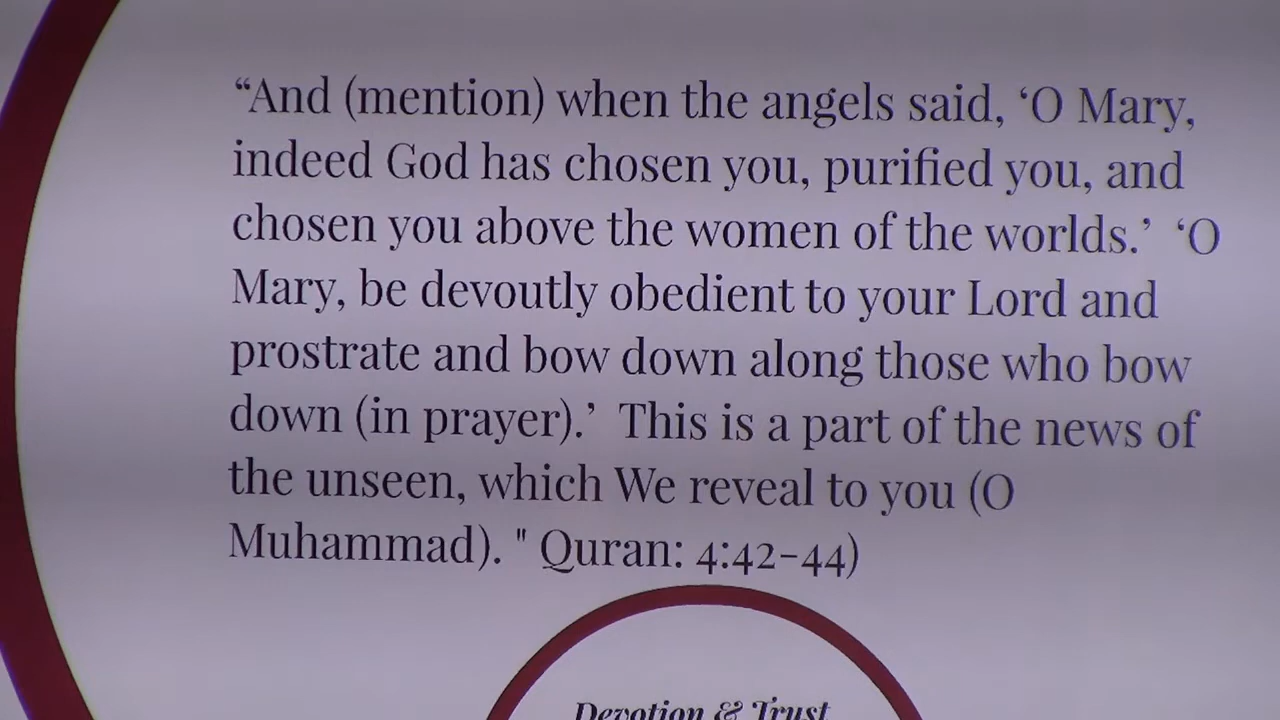 “And (mention) when the angels said, ‘O Mary,
indeed God has chosen you, purified you, and
chosen you above the women of the worlds.’ ‘O
Mary, be devoutly obedient to your Lord and
prostrate and bow down along those who bow
down (in prayer).’ This is a part of the news of
the unseen, which We reveal to you (O
Muhammad). " Quran: 4:42-44)
Devotion & Trust